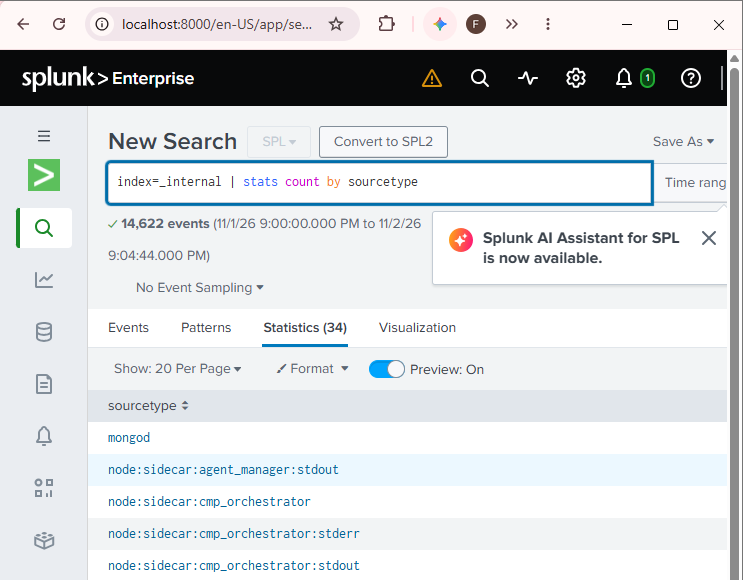 localhost:8000/en-US/app/se...
F
splunk> Enterprise
1
New Search
SPL
Convert to SPL2
Save As
index=_internal | stats count by sourcetype
Time rang
14,622 events (11/1/26 9:00:00.000 PM to 11/2/26
9:04:44.000 PM)
Splunk AI Assistant for SPL
is now available.
No Event Sampling
Events Patterns Statistics (34) Visualization
Show: 20 Per Page Format Preview: On
sourcetype
mongod
node:sidecar:agent_manager:stdout
node:sidecar:cmp_orchestrator
node:sidecar:cmp_orchestrator:stderr
node:sidecar:cmp_orchestrator:stdout